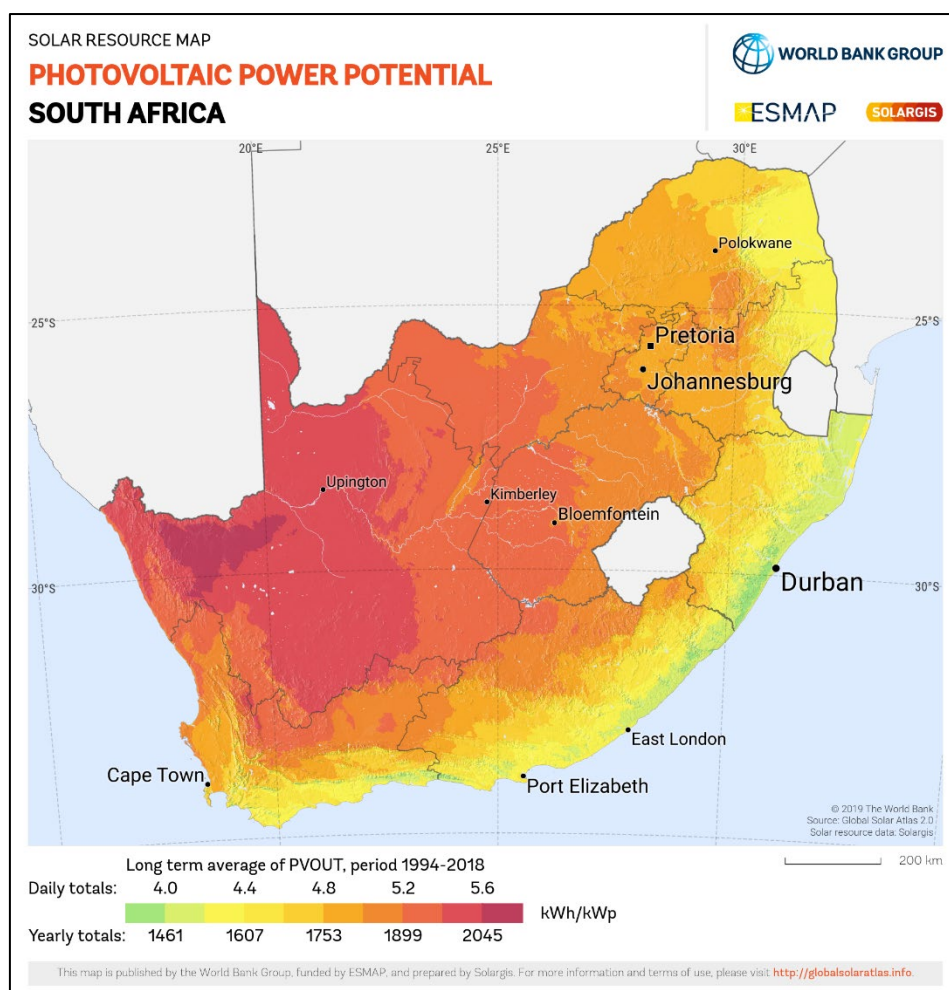 SOLAR RESOURCE MAP
PHOTOVOLTAIC POWER POTENTIAL
SOUTH AFRICA
WORLD BANK GROUP
ESMAP
SOLARGIS
20°E
25°E
30°E
Polokwane
25°S
25°S
Pretoria
Johannesburg
Upington
Kimberley
Bloemfontein
Durban
30°S
30°S
East London
Cape Town
Port Elizabeth
© 2019 The World Bank
Source: Global Solar Atlas 2.0
Solar resource data: Solargis
200 km
Long term average of PVOUT, period 1994-2018
Daily totals: 4.0 4.4 4.8 5.2 5.6
kWh/kWp
Yearly totals: 1461 1607 1753 1899 2045
This map is published by the World Bank Group, funded by ESMAP, and prepared by Solargis. For more information and terms of use, please visit http://globalsolaratlas.info.